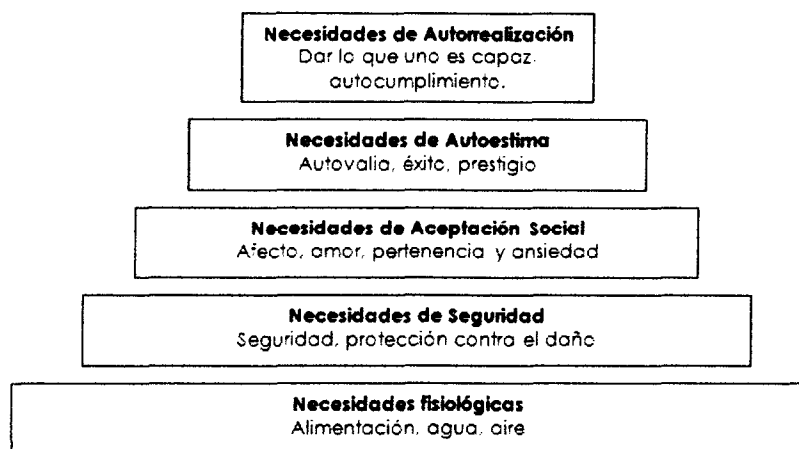 Necesidades de Autorrealización
Dar lo que uno es capaz.
autocumplimiento.
Necesidades de Autoestima
Autovalia, éxito, prestigio
Necesidades de Aceptación Social
Afecto, amor, pertenencia y ansiedad
Necesidades de Seguridad
Seguridad, protección contra el daño
Necesidades fisiológicas
Alimentación, agua, aire